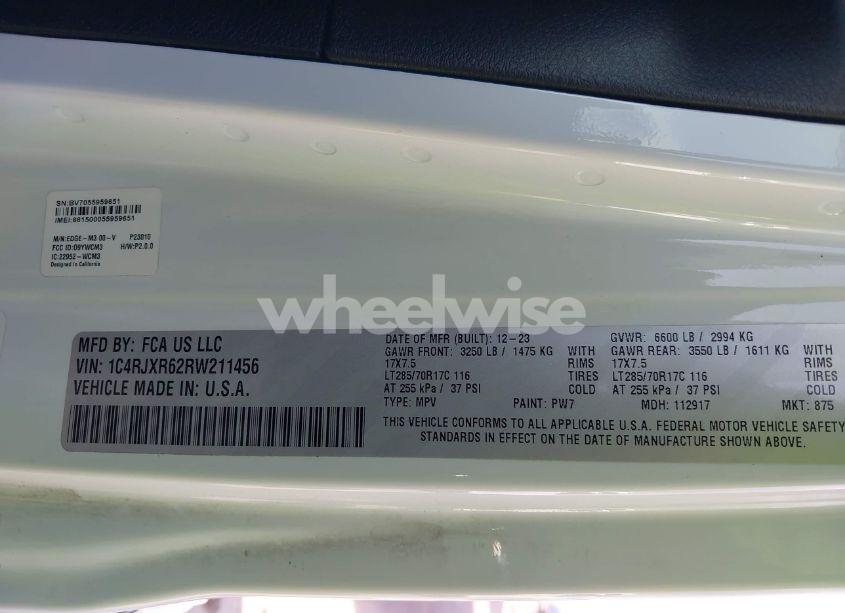 SN:BV7055959651
IMEI:861500055959651
M/N:EDGE-M3 00-V P23010
FCC ID:09YWCM3 H/W:P2.0.0
IC:22952-WCM3
Designed in California
wheelwise
MFD BY: FCA US LLC
VIN: 1C4RJXR62RW211456
VEHICLE MADE IN: U.S.A.
DATE OF MFR (BUILT): 12-23 GVWR: 6600 LB / 2994 KG
GAWR FRONT: 3250 LB / 1475 KG WITH GAWR REAR: 3550 LB / 1611 KG WITH
17X7.5 RIMS 17X7.5 RIMS
LT285/70R17C 116 TIRES LT285/70R17C 116 TIRES
AT 255 kPa / 37 PSI COLD AT 255 kPa / 37 PSI COLD
TYPE: MPV PAINT: PW7 MDH: 112917 MKT: 875
THIS VEHICLE CONFORMS TO ALL APPLICABLE U.S.A. FEDERAL MOTOR VEHICLE SAFETY
STANDARDS IN EFFECT ON THE DATE OF MANUFACTURE SHOWN ABOVE.